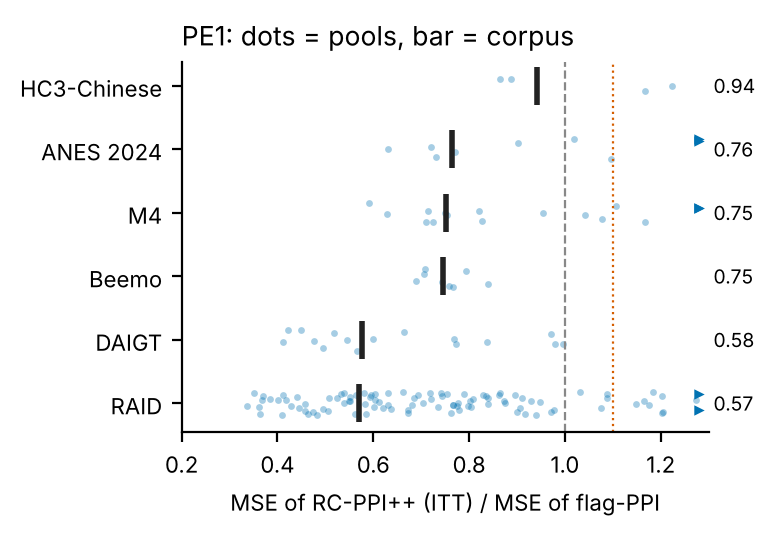 PE1: dots = pools, bar = corpus
HC3-Chinese 0.94
ANES 2024 0.76
M4 0.75
Beemo 0.75
DAIGT 0.58
RAID 0.57
0.2 0.4 0.6 0.8 1.0 1.2
MSE of RC-PPI++ (ITT) / MSE of flag-PPI